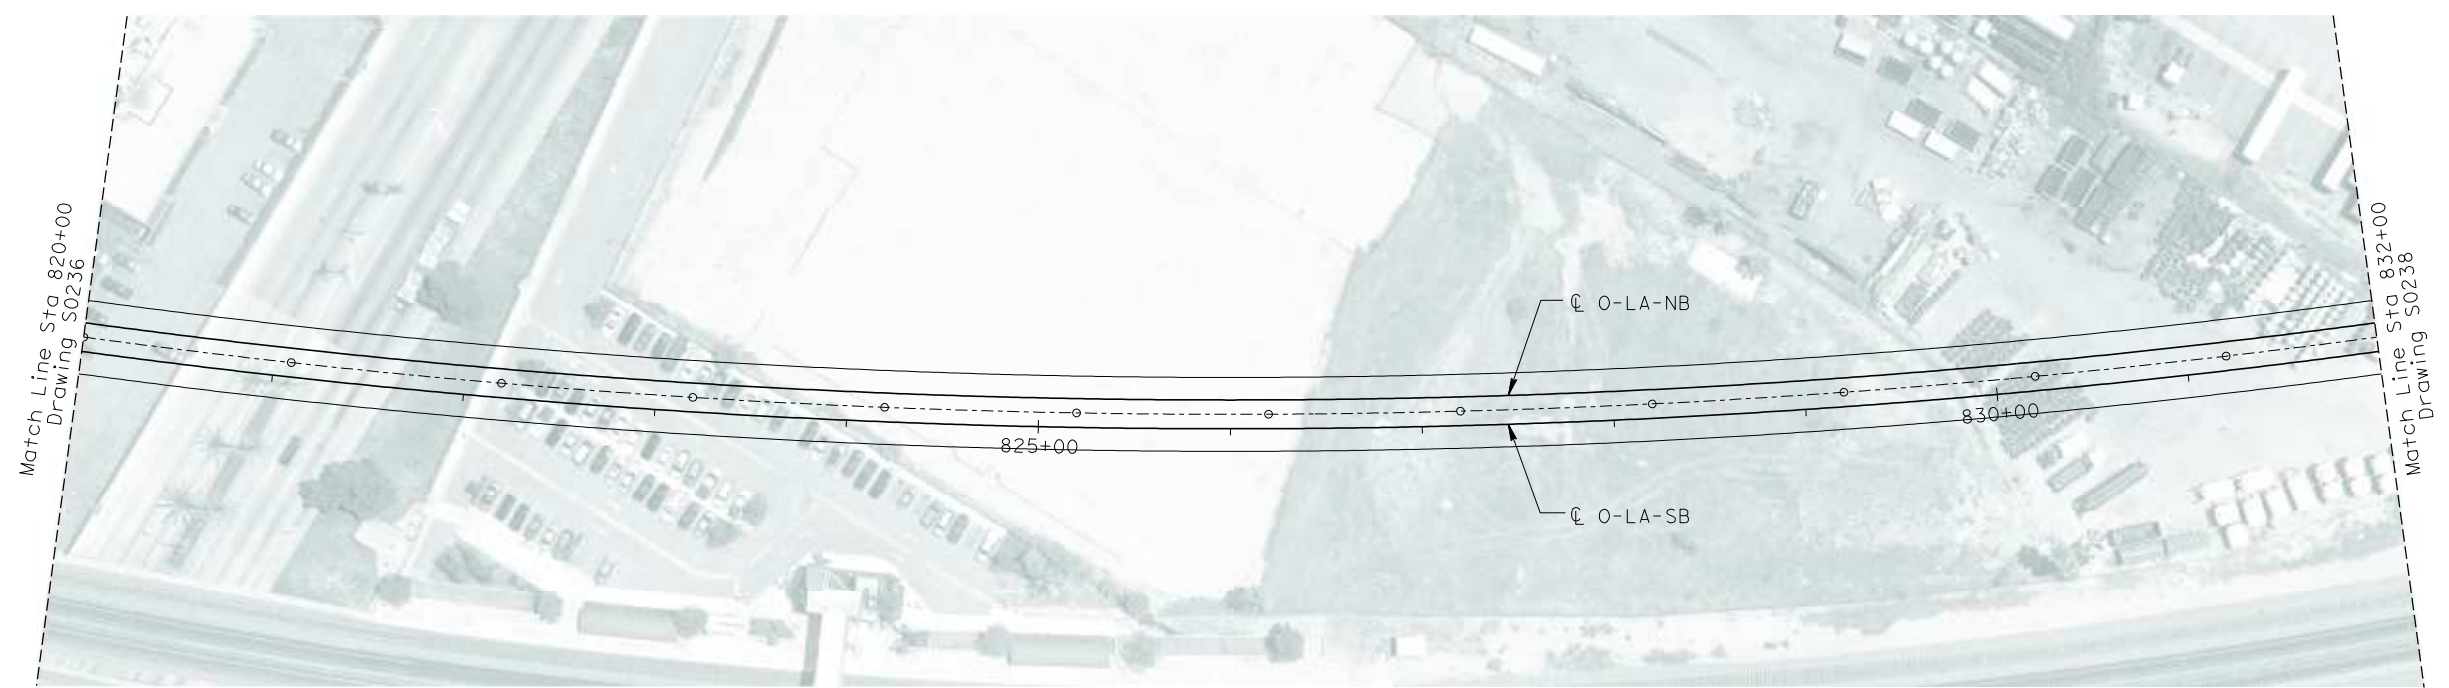 Match Line Sta 820+00
Drawing S0236
℄ O-LA-NB
825+00
830+00
℄ O-LA-SB
Match Line Sta 832+00
Drawing S0238